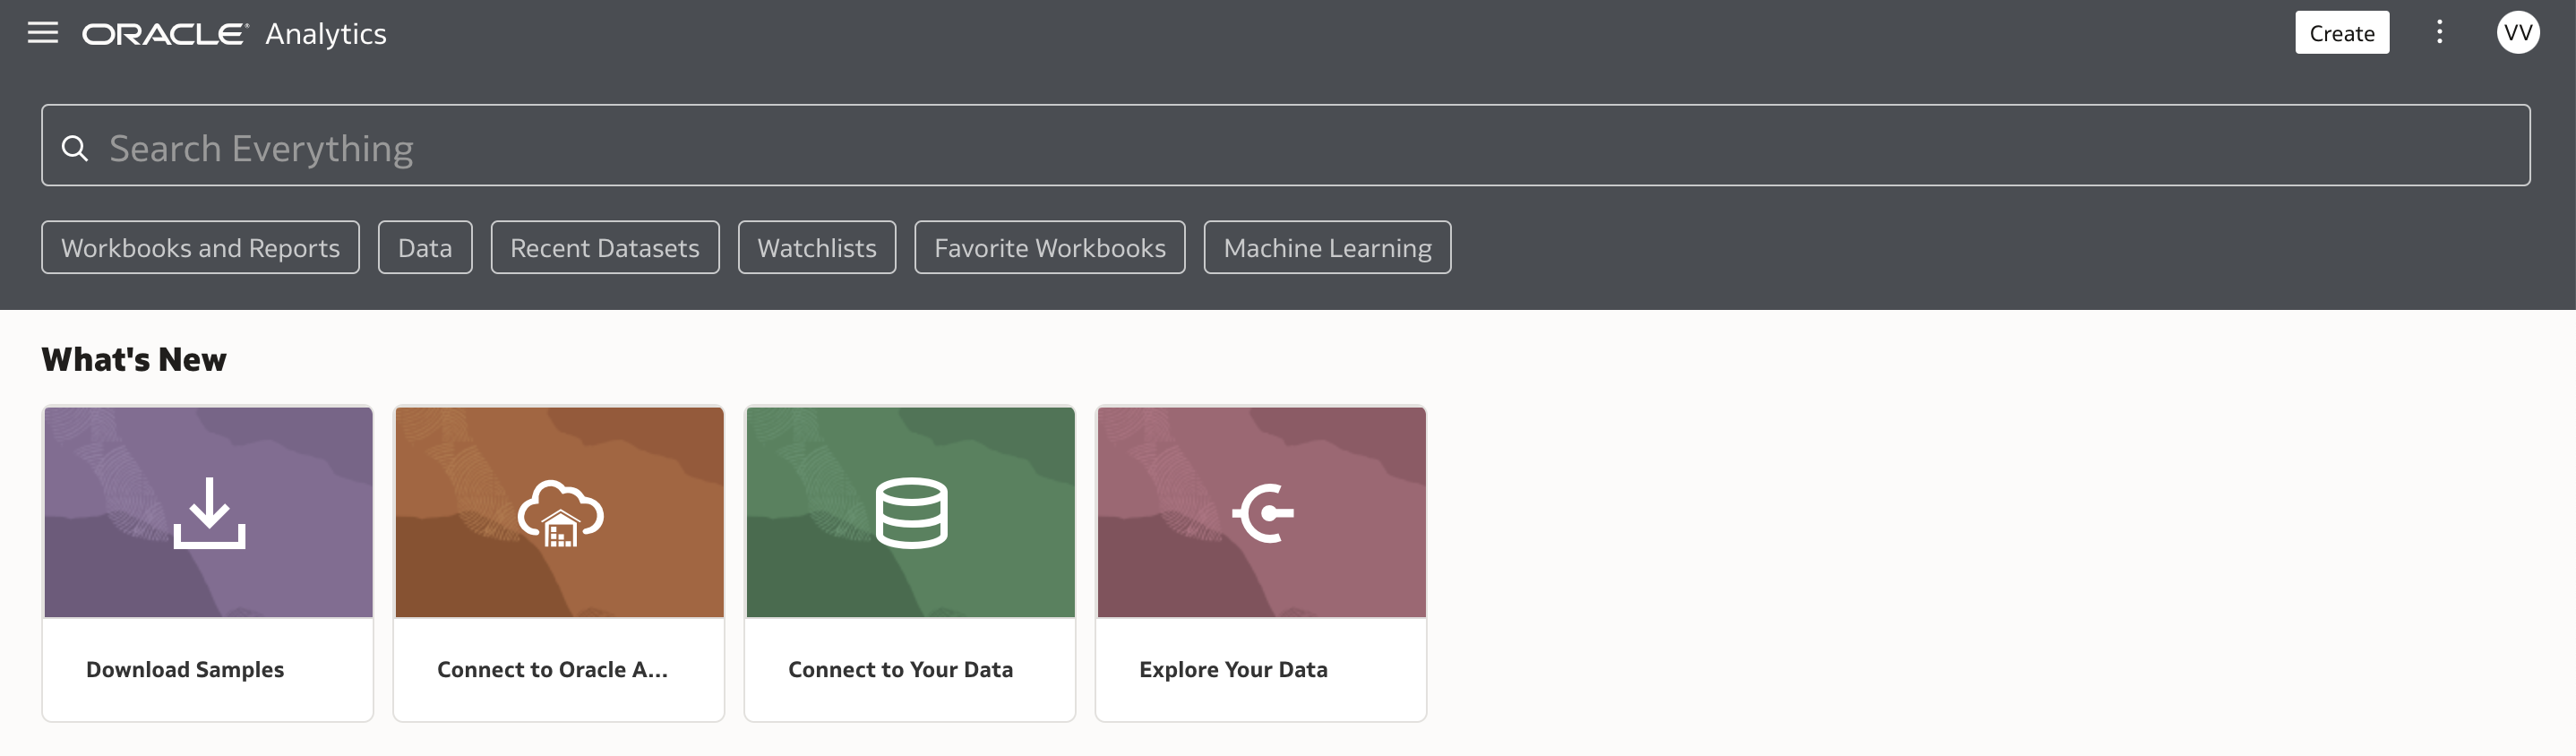 ORACLE® Analytics
Create
VV
Search Everything
Workbooks and Reports
Data
Recent Datasets
Watchlists
Favorite Workbooks
Machine Learning
What's New
Download Samples
Connect to Oracle A...
Connect to Your Data
Explore Your Data